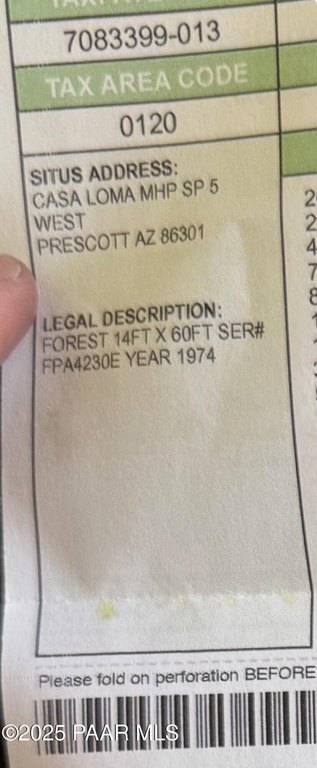 7083399-013
TAX AREA CODE
0120
SITUS ADDRESS:
CASA LOMA MHP SP 5
WEST
PRESCOTT AZ 86301
LEGAL DESCRIPTION:
FOREST 14FT X 60FT SER#
FPA4230E YEAR 1974
Please fold on perforation BEFORE
©2025 PAAR MLS